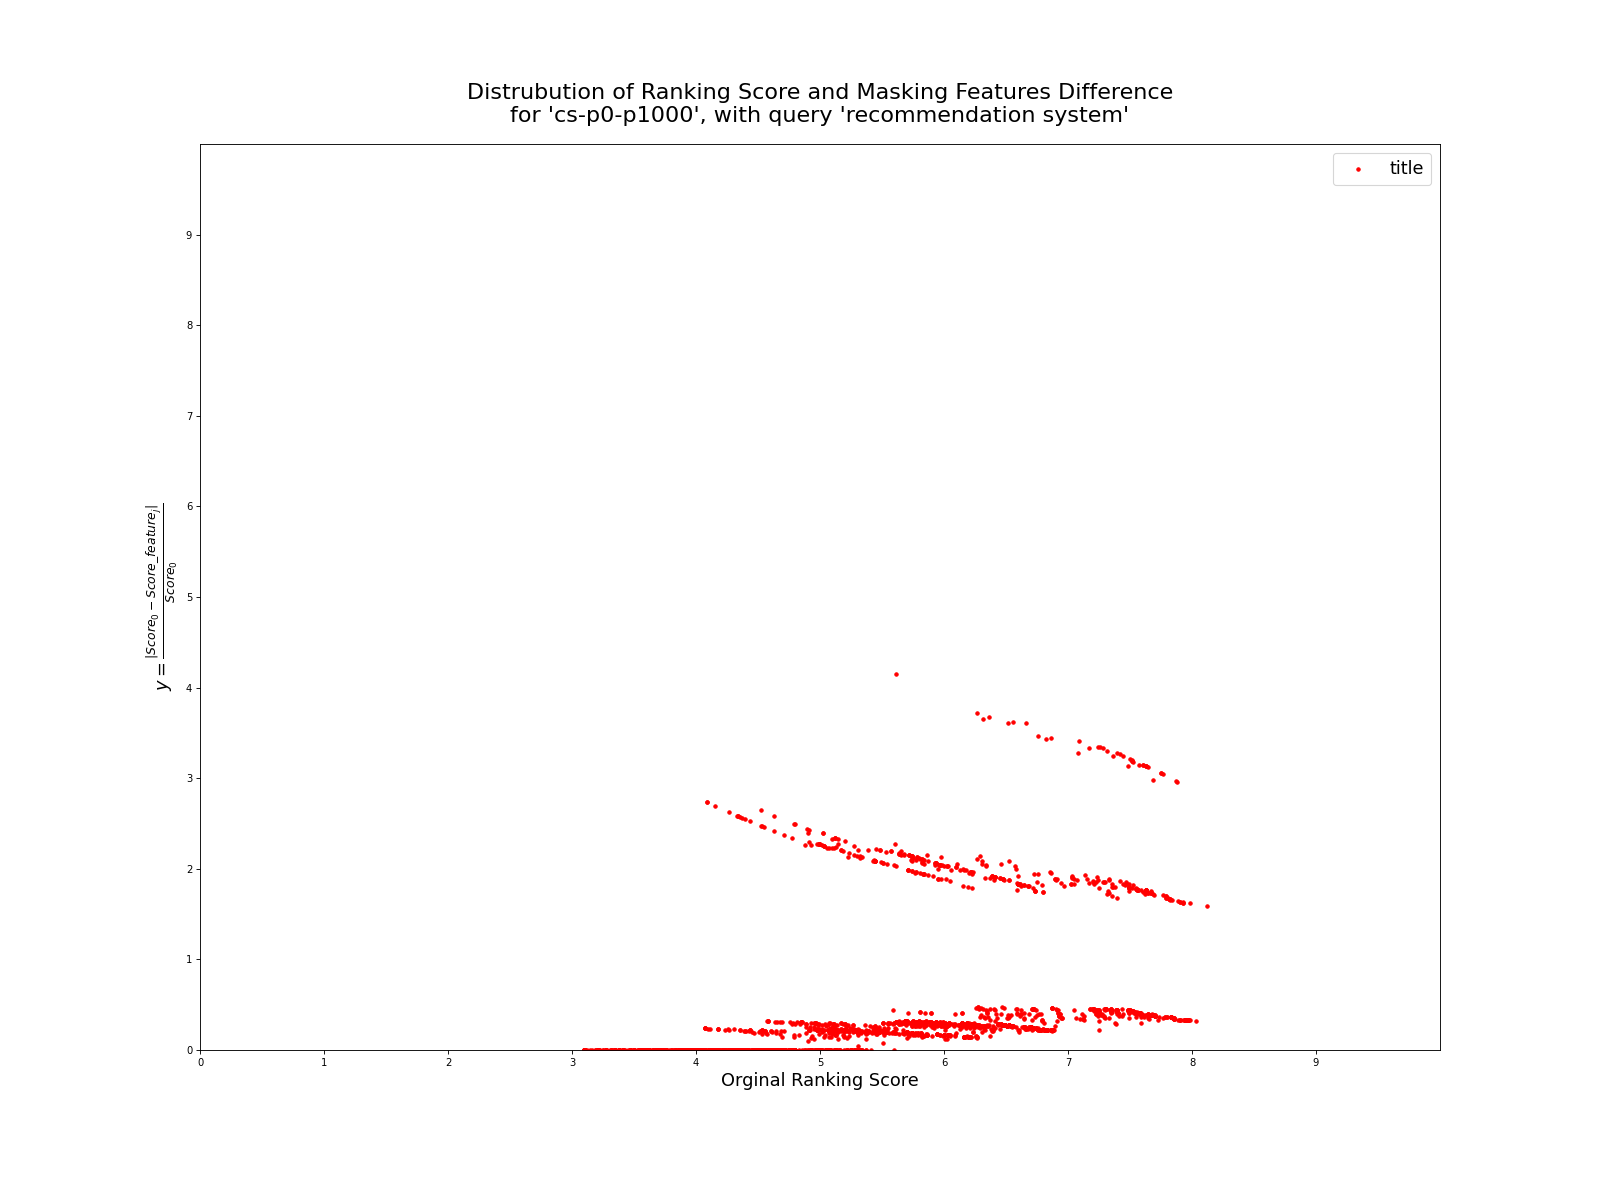 Distrubution of Ranking Score and Masking Features Difference
for 'cs-p0-p1000', with query 'recommendation system'
title
9
8
7
6
5
4
3
2
1
0
y = |Score_0 − Score_feature_j| / Score_0
0 1 2 3 4 5 6 7 8 9
Orginal Ranking Score